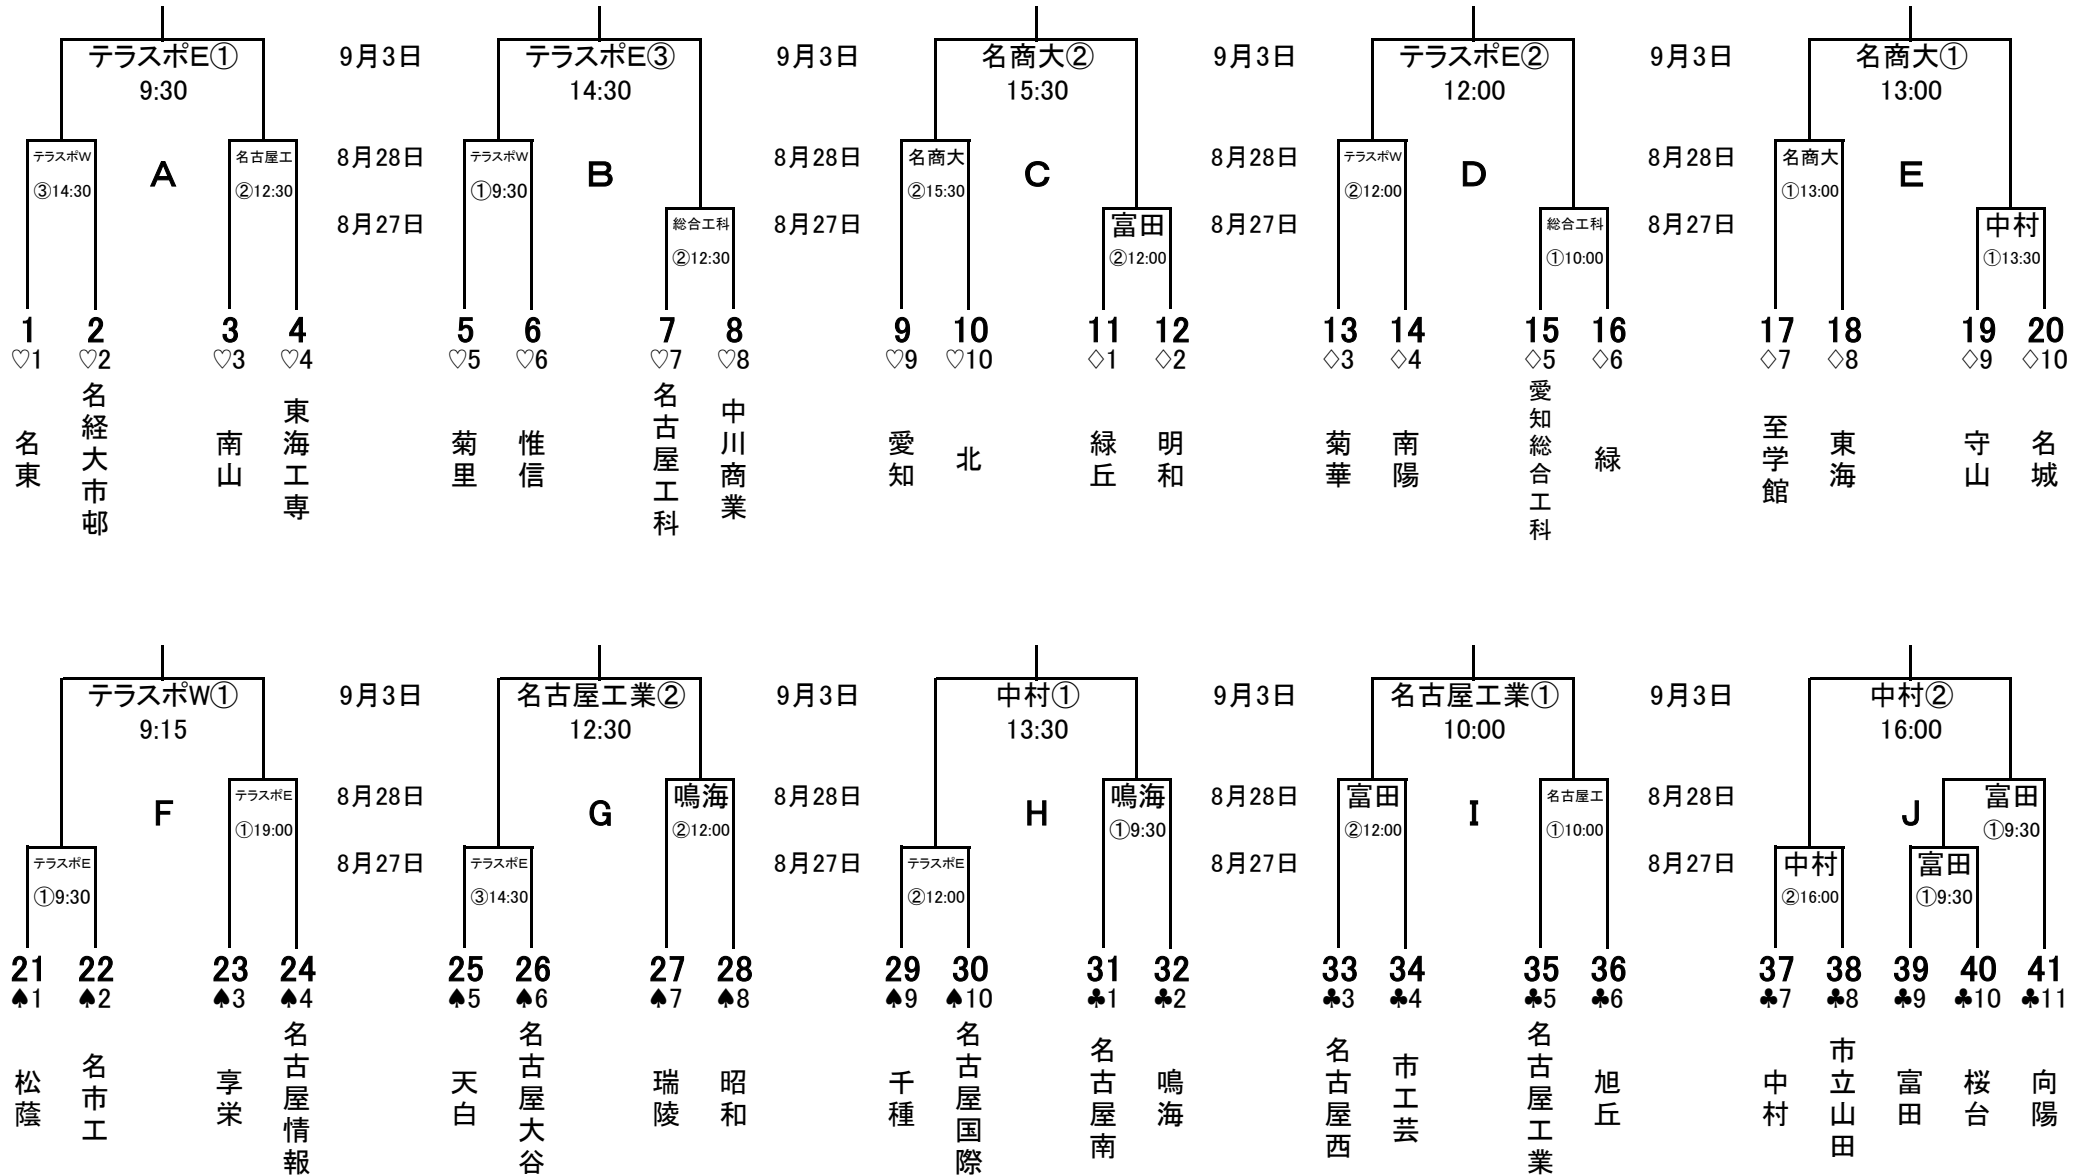 テラスポE① 9月3日 テラスポE③ 9月3日 名商大② 9月3日 テラスポE② 9月3日 名商大①
9:30 14:30 15:30 12:00 13:00
テラスポW A 名古屋工 8月28日 テラスポW B 8月28日 名商大 C 8月28日 テラスポW D 8月28日 名商大 E
③14:30 ②12:30 ①9:30 ②15:30 ②12:00 ①13:00
8月27日 総合工科 8月27日 富田 8月27日 総合工科 8月27日 中村
②12:30 ②12:00 ①10:00 ①13:30
1 2 3 4 5 6 7 8 9 10 11 12 13 14 15 16 17 18 19 20
♡1 ♡2 ♡3 ♡4 ♡5 ♡6 ♡7 ♡8 ♡9 ♡10 ♢1 ♢2 ♢3 ♢4 ♢5 ♢6 ♢7 ♢8 ♢9 ♢10
名東
名経大市邨
南山
東海工専
菊里
惟信
名古屋工科
中川商業
愛知
北
緑丘
明和
菊華
南陽
愛知総合工科
緑
至学館
東海
守山
名城
テラスポW① 9月3日 名古屋工業② 9月3日 中村① 9月3日 名古屋工業① 9月3日 中村②
9:15 12:30 13:30 10:00 16:00
F テラスポE 8月28日 G 鳴海 8月28日 H 鳴海 8月28日 富田 I 名古屋工 8月28日 J 富田
①19:00 ②12:00 ①9:30 ②12:00 ①10:00 ①9:30
テラスポE 8月27日 テラスポE 8月27日 テラスポE 8月27日 8月27日 中村 富田
①9:30 ③14:30 ②12:00 ②16:00 ①9:30
21 22 23 24 25 26 27 28 29 30 31 32 33 34 35 36 37 38 39 40 41
♠1 ♠2 ♠3 ♠4 ♠5 ♠6 ♠7 ♠8 ♠9 ♠10 ♣1 ♣2 ♣3 ♣4 ♣5 ♣6 ♣7 ♣8 ♣9 ♣10 ♣11
松蔭
名市工
享栄
名古屋情報
天白
名古屋大谷
瑞陵
昭和
千種
名古屋国際
名古屋南
鳴海
名古屋西
市工芸
名古屋工業
旭丘
中村
市立山田
富田
桜台
向陽